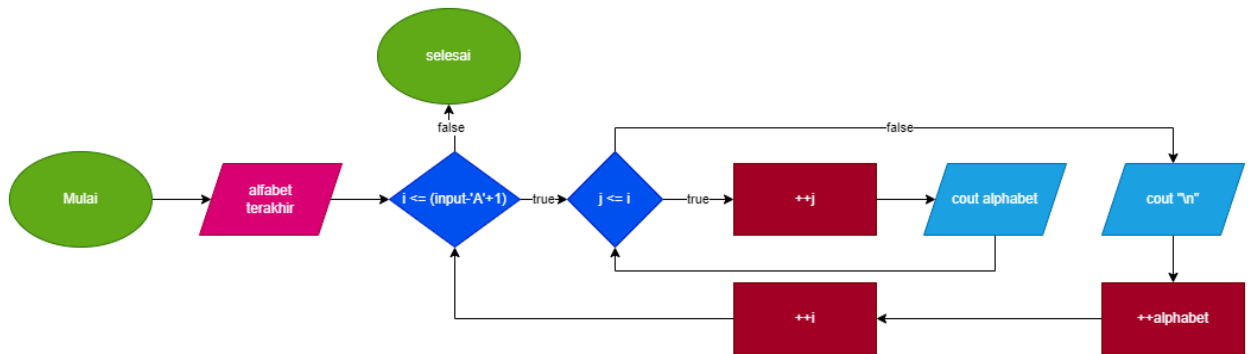 selesai
false
false
Mulai
alfabet
terakhir
i <= (input-'A'+1)
true
j <= i
true
++j
cout alphabet
cout "\n"
++i
++alphabet